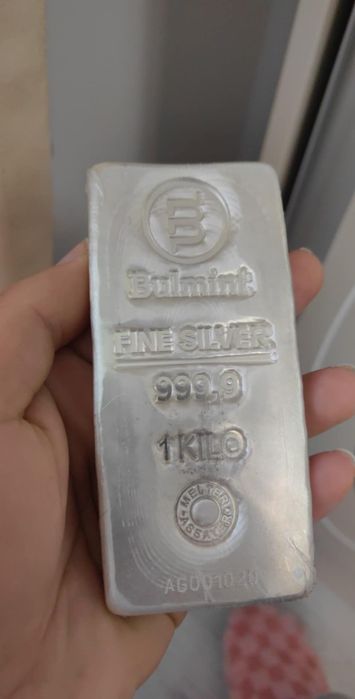 Bulmint
FINE SILVER
999,9
1 KILO
MELTER
ASSAYER
AG001020